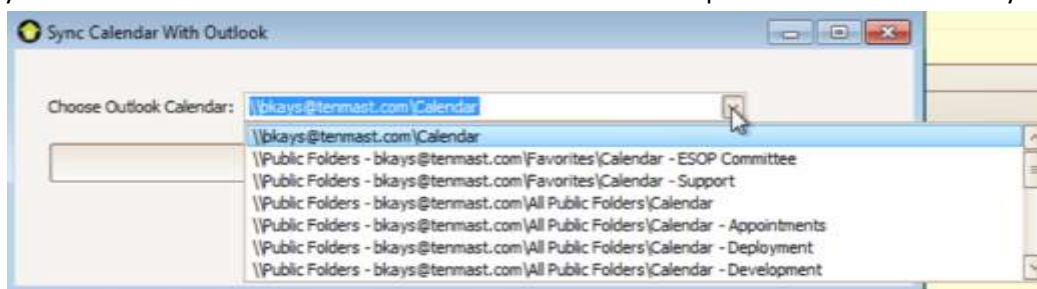 Sync Calendar With Outlook
Choose Outlook Calendar: \\bkays@tenmast.com\Calendar
\\bkays@tenmast.com\Calendar
\\Public Folders - bkays@tenmast.com\Favorites\Calendar - ESOP Committee
\\Public Folders - bkays@tenmast.com\Favorites\Calendar - Support
\\Public Folders - bkays@tenmast.com\All Public Folders\Calendar
\\Public Folders - bkays@tenmast.com\All Public Folders\Calendar - Appointments
\\Public Folders - bkays@tenmast.com\All Public Folders\Calendar - Deployment
\\Public Folders - bkays@tenmast.com\All Public Folders\Calendar - Development